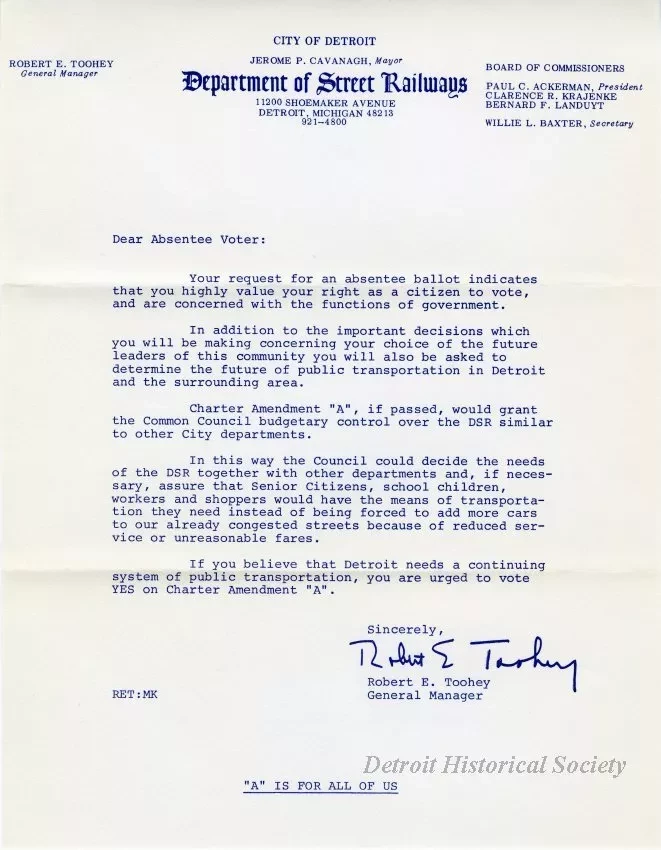 CITY OF DETROIT
ROBERT E. TOOHEY
General Manager
JEROME P. CAVANAGH, Mayor
Department of Street Railways
11200 SHOEMAKER AVENUE
DETROIT, MICHIGAN 48213
921-4800
BOARD OF COMMISSIONERS
PAUL C. ACKERMAN, President
CLARENCE R. KRAJENKE
BERNARD F. LANDUYT
WILLIE L. BAXTER, Secretary
Dear Absentee Voter:
Your request for an absentee ballot indicates
that you highly value your right as a citizen to vote,
and are concerned with the functions of government.
In addition to the important decisions which
you will be making concerning your choice of the future
leaders of this community you will also be asked to
determine the future of public transportation in Detroit
and the surrounding area.
Charter Amendment "A", if passed, would grant
the Common Council budgetary control over the DSR similar
to other City departments.
In this way the Council could decide the needs
of the DSR together with other departments and, if neces-
sary, assure that Senior Citizens, school children,
workers and shoppers would have the means of transporta-
tion they need instead of being forced to add more cars
to our already congested streets because of reduced ser-
vice or unreasonable fares.
If you believe that Detroit needs a continuing
system of public transportation, you are urged to vote
YES on Charter Amendment "A".
Sincerely,
Robert E Toohey
Robert E. Toohey
General Manager
RET:MK
Detroit Historical Society
"A" IS FOR ALL OF US